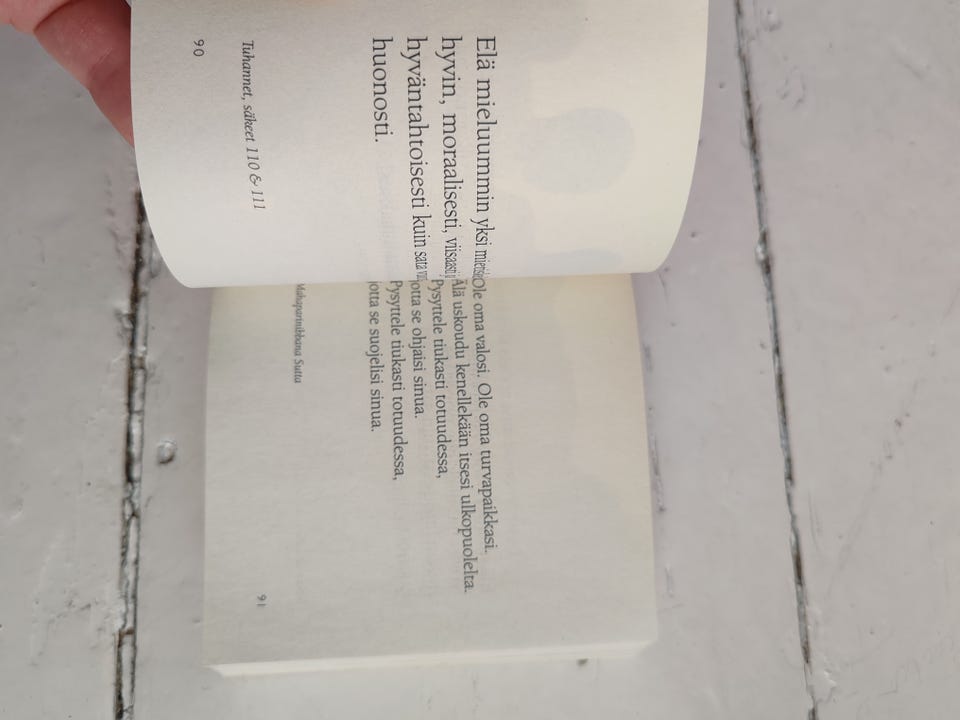 Elä mieluummin yksi
hyvin, moraalisesti, viisaasti
hyväntahtoisesti kuin sata
huonosti.
Tuhannet, säkeet 110 & 111
90
Ole oma valosi. Ole oma turvapaikkasi.
Älä uskoudu kenellekään itsesi ulkopuolelta.
Pysyttele tiukasti totuudessa,
jotta se ohjaisi sinua.
Pysyttele tiukasti totuudessa,
jotta se suojelisi sinua.
Mahaparinibbana Sutta
91